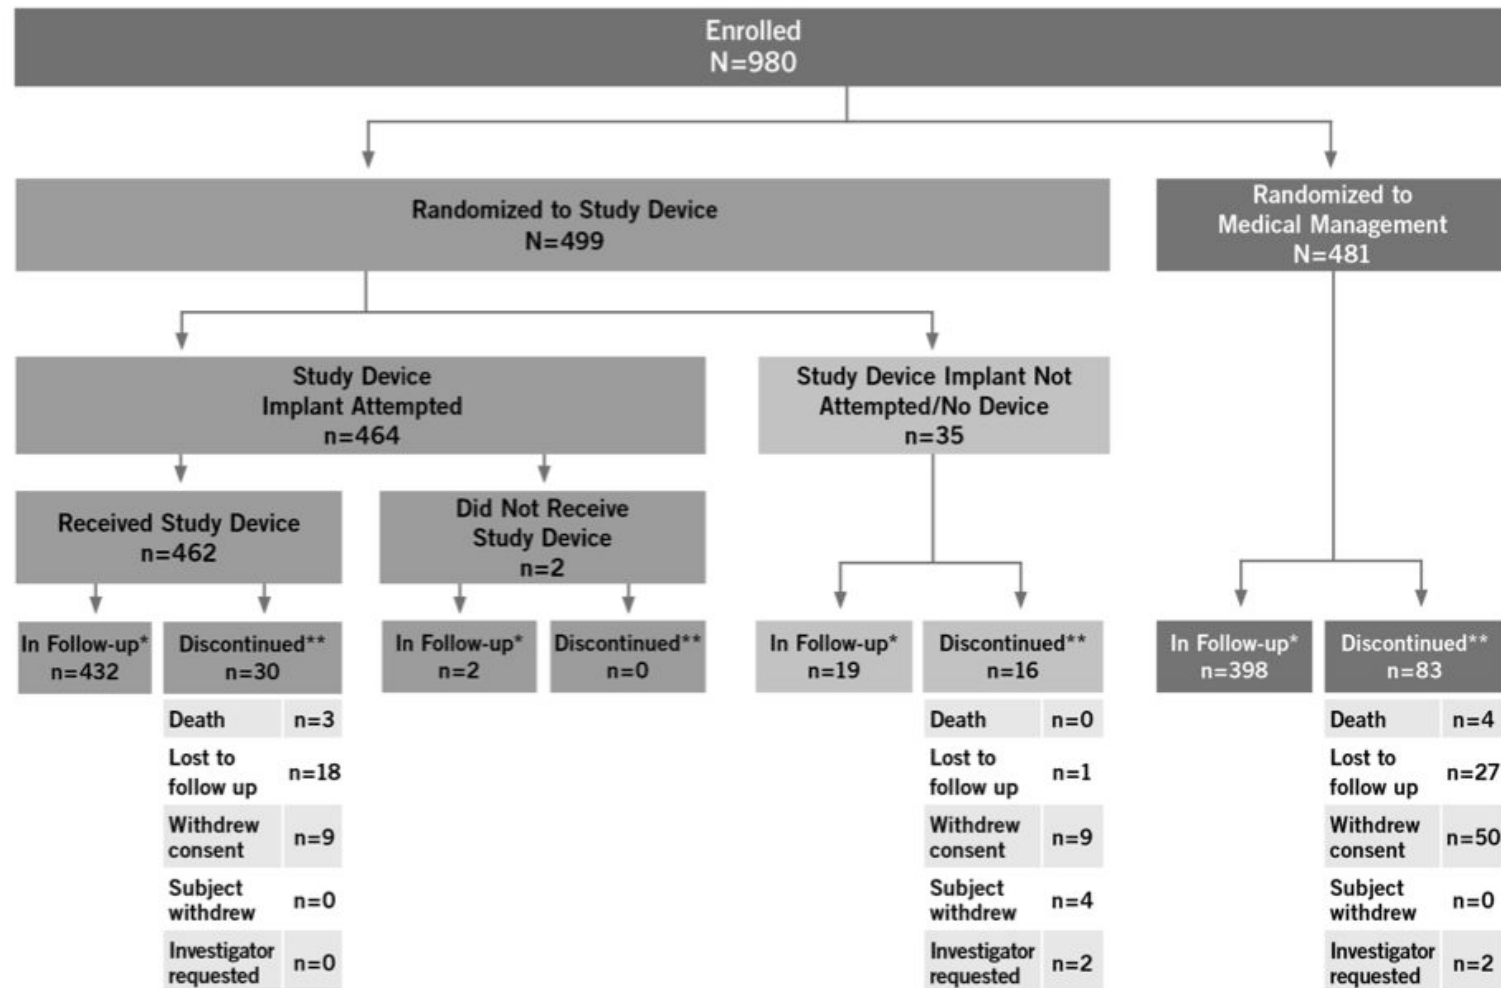 Enrolled
N=980
Randomized to Study Device
N=499
Randomized to
Medical Management
N=481
Study Device
Implant Attempted
n=464
Study Device Implant Not
Attempted/No Device
n=35
Received Study Device
n=462
Did Not Receive
Study Device
n=2
In Follow-up*
n=432
Discontinued**
n=30
In Follow-up*
n=2
Discontinued**
n=0
In Follow-up*
n=19
Discontinued**
n=16
In Follow-up*
n=398
Discontinued**
n=83
Death n=3
Lost to
follow up n=18
Withdrew
consent n=9
Subject
withdrew n=0
Investigator
requested n=0
Death n=0
Lost to
follow up n=1
Withdrew
consent n=9
Subject
withdrew n=4
Investigator
requested n=2
Death n=4
Lost to
follow up n=27
Withdrew
consent n=50
Subject
withdrew n=0
Investigator
requested n=2